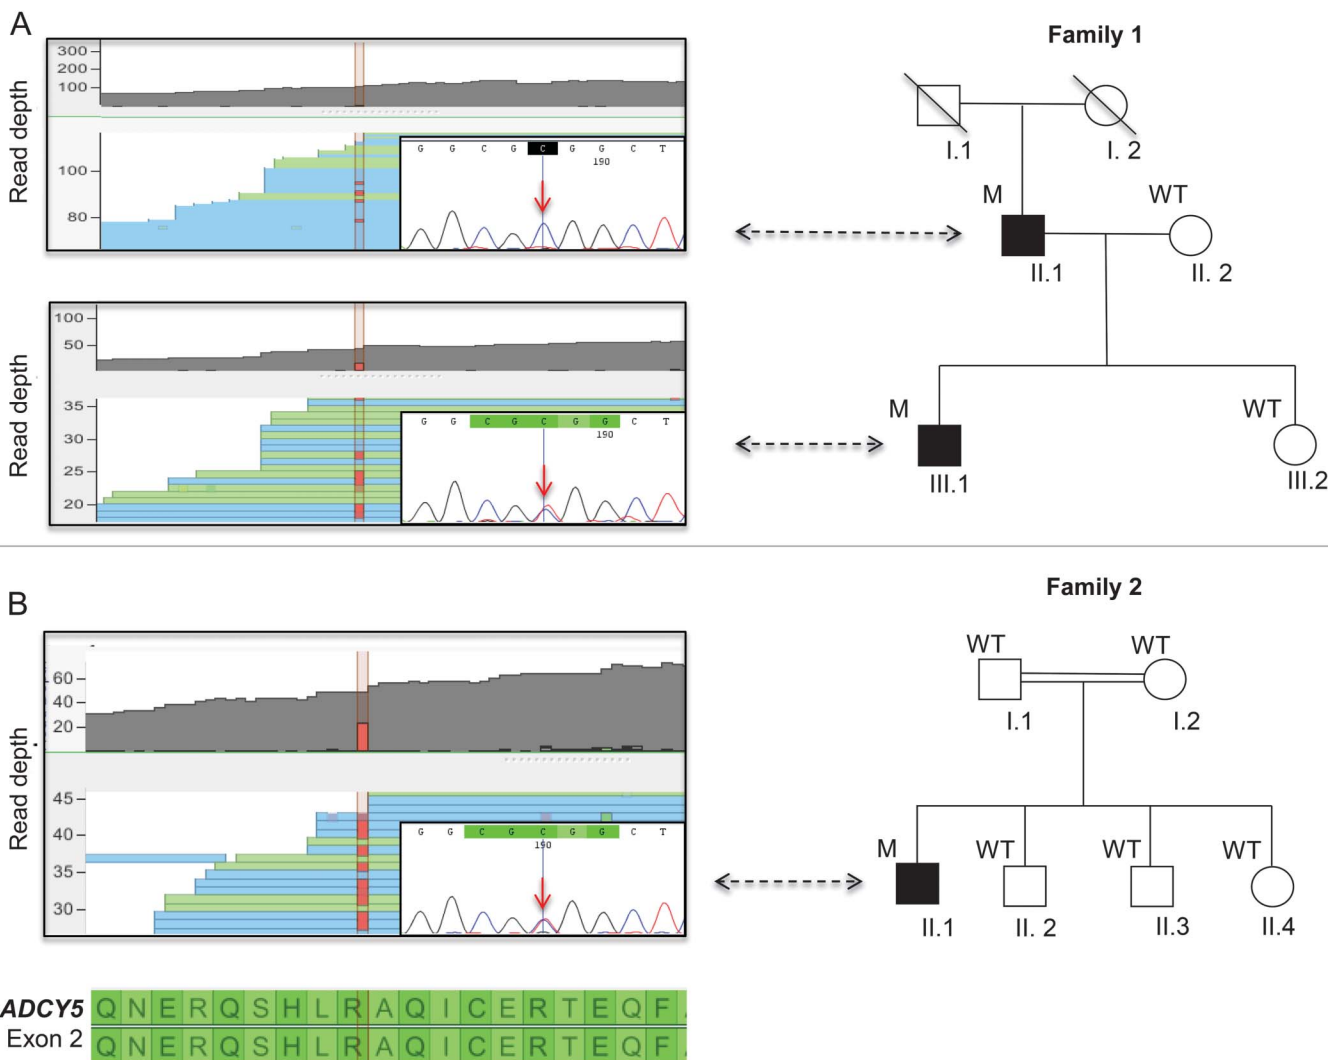 A
Family 1
Read depth
300
200
100
100
80
G G C G C G G C T
190
I.1
I. 2
M
WT
II.1
II. 2
Read depth
100
50
35
30
25
20
G G C G C G G C T
190
M
WT
III.1
III.2
B
Family 2
Read depth
60
40
20
45
40
35
30
G G C G C G G C T
190
WT
WT
I.1
I.2
M
WT
WT
WT
II.1
II. 2
II.3
II.4
ADCY5 Q N E R Q S H L R A Q I C E R T E Q F
Exon 2 Q N E R Q S H L R A Q I C E R T E Q F